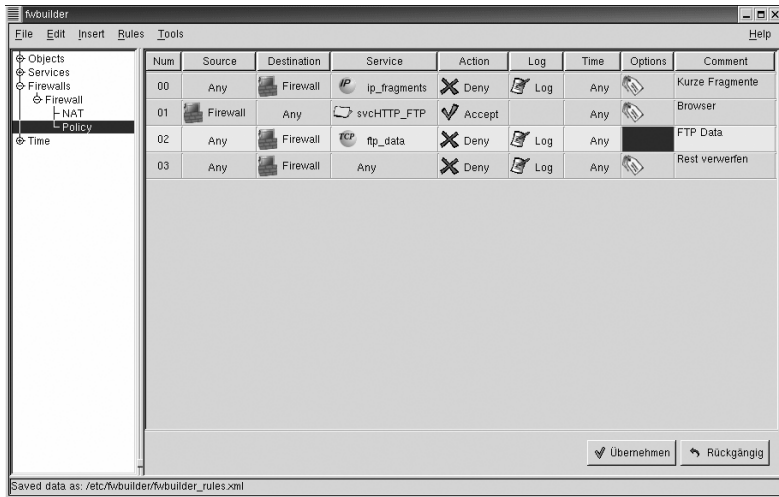 fwbuilder
File Edit Insert Rules Tools Help
Objects
Services
Firewalls
Firewall
NAT
Policy
Time
Num Source Destination Service Action Log Time Options Comment
00 Any Firewall IP ip_fragments Deny Log Any Kurze Fragmente
01 Firewall Any svcHTTP_FTP Accept Any Browser
02 Any Firewall TCP ftp_data Deny Log Any FTP Data
03 Any Firewall Any Deny Log Any Rest verwerfen
Übernehmen Rückgängig
Saved data as: /etc/fwbuilder/fwbuilder_rules.xml